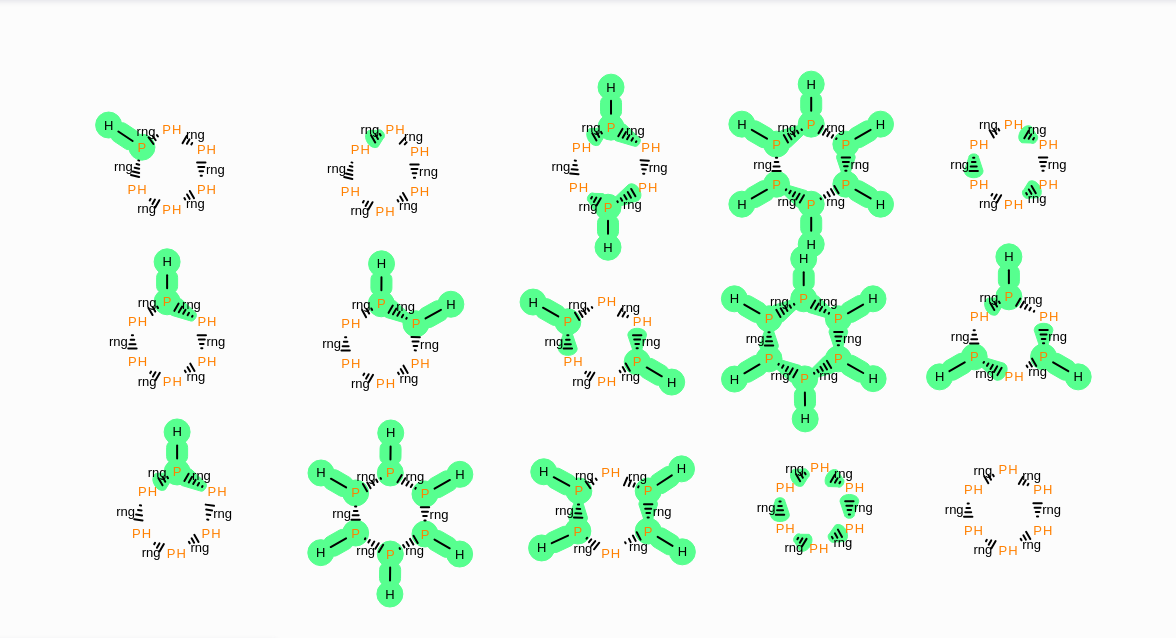 H
rng PH rng
P PH
rng rng
PH PH
rng PH rng
rng PH rng
PH PH
rng rng
PH PH
rng PH rng
H
rng P rng
PH PH
rng rng
PH PH
rng P rng
H
H
H H
rng P rng
P P
rng rng
P P
rng P rng
H H
H
rng PH rng
PH PH
rng rng
PH PH
rng PH rng
H
rng P rng
PH PH
rng rng
PH PH
rng PH rng
H
rng P rng H
PH P
rng rng
PH PH
rng PH rng
H rng PH rng
P PH
rng rng
PH P
rng PH rng H
H
H rng P rng H
P P
rng rng
P P
H rng P rng H
H
H
rng P rng
PH PH
rng rng
P P
H rng PH rng H
H
rng P rng
PH PH
rng rng
PH PH
rng PH rng
H
H rng P rng H
P P
rng rng
P P
H rng P rng H
H
H rng PH rng H
P P
rng rng
P P
H rng PH rng H
rng PH rng
PH PH
rng rng
PH PH
rng PH rng
rng PH rng
PH PH
rng rng
PH PH
rng PH rng